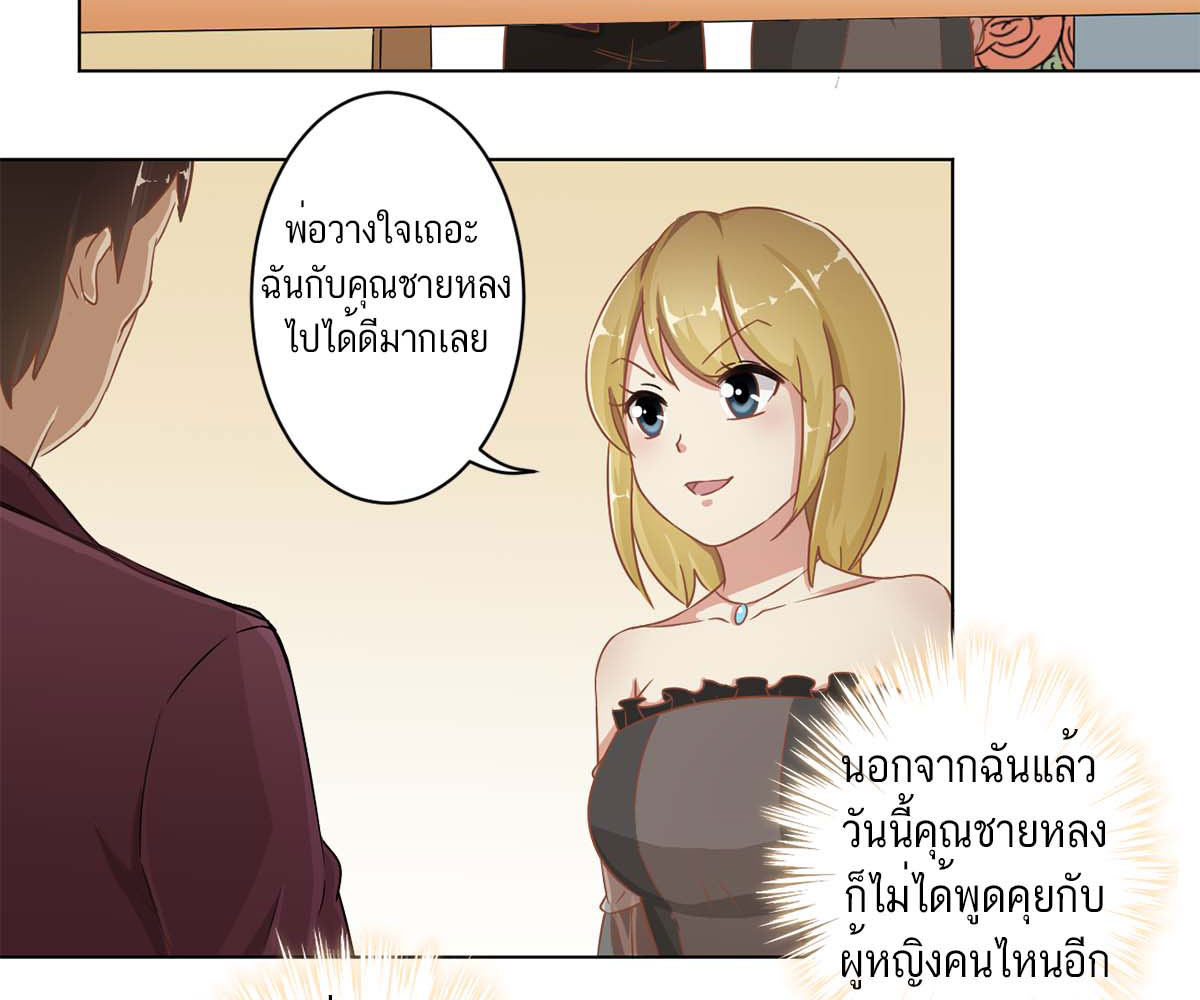 พ่อวางใจเถอะ
ฉันกับคุณชายหลง
ไปได้ดีมากเลย
นอกจากฉันแล้ว
วันนี้คุณชายหลง
ก็ไม่ได้พูดคุยกับ
ผู้หญิงคนไหนอีก